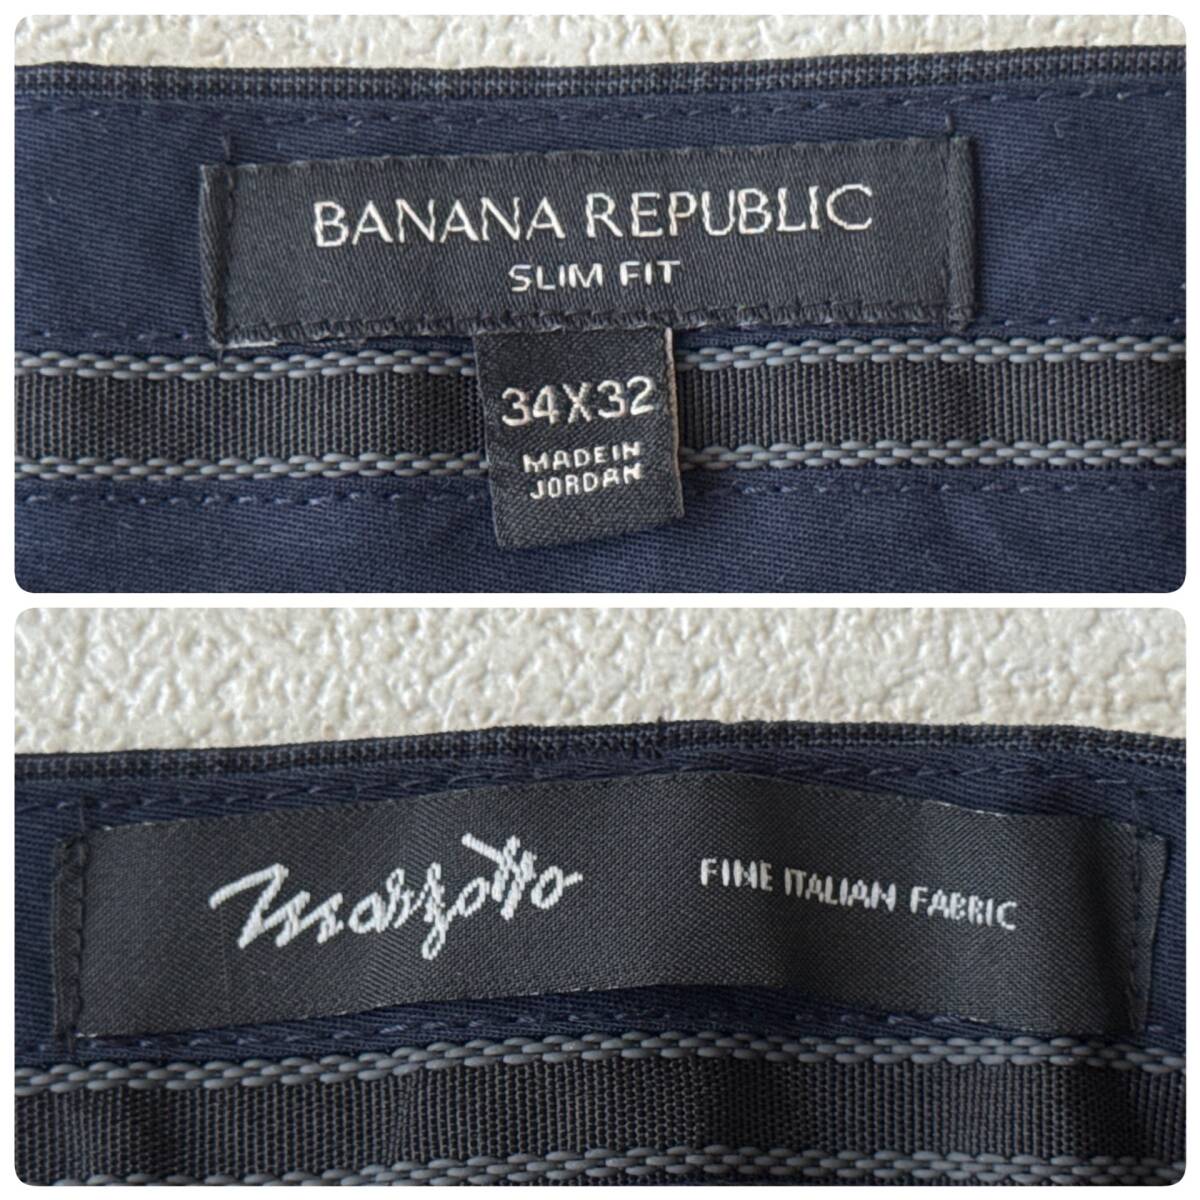 BANANA REPUBLIC
SLIM FIT
34X32
MADE IN
JORDAN
marzotto
FINE ITALIAN FABRIC